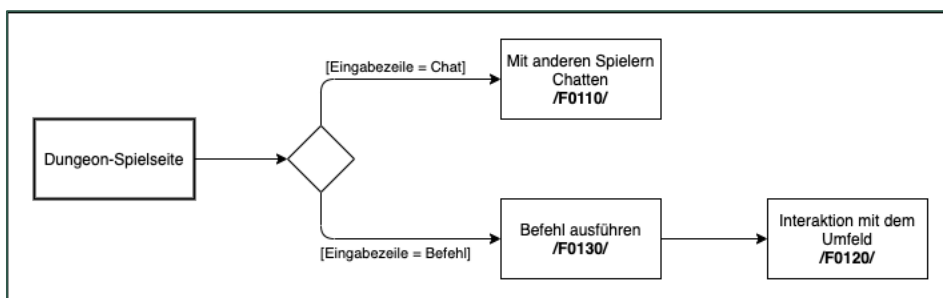 Dungeon-Spielseite
[Eingabezeile = Chat]
Mit anderen Spielern
Chatten
/F0110/
[Eingabezeile = Befehl]
Befehl ausführen
/F0130/
Interaktion mit dem
Umfeld
/F0120/